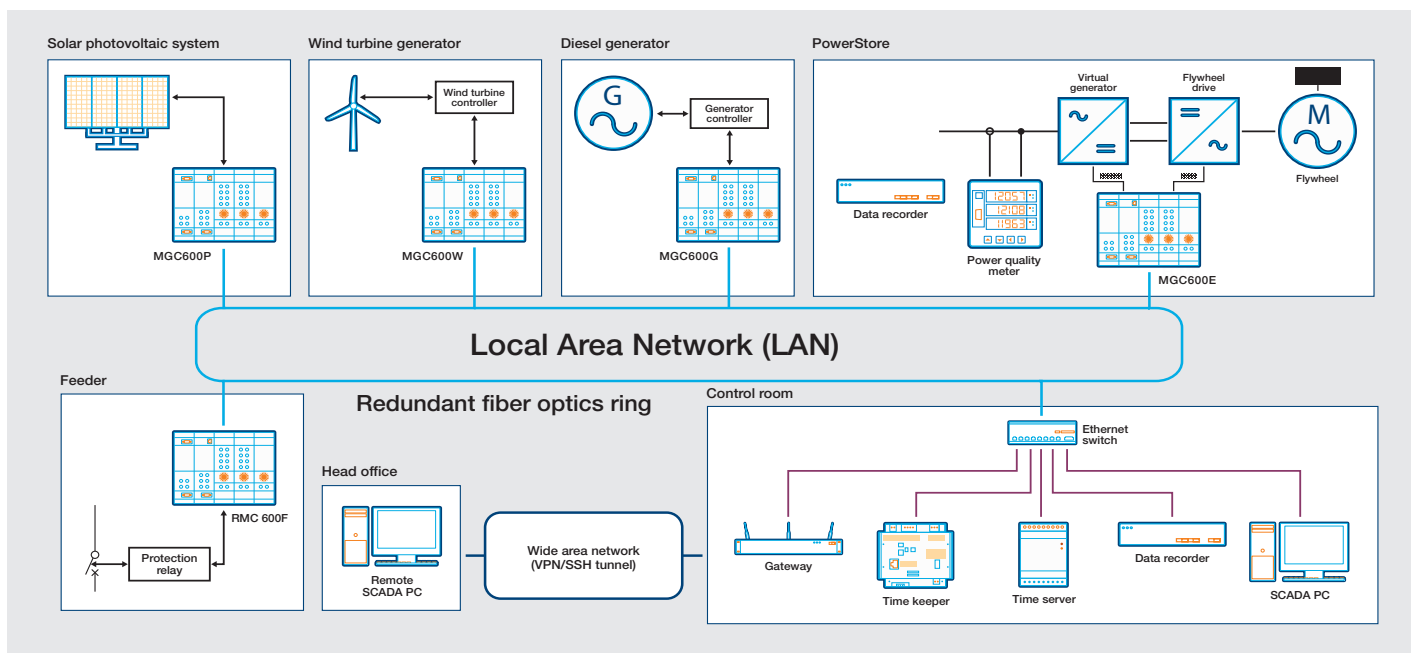 Solar photovoltaic system
MGC600P
Wind turbine generator
Wind turbine
controller
MGC600W
Diesel generator
G
Generator
controller
MGC600G
PowerStore
Virtual
generator
Flywheel
drive
M
Flywheel
Data recorder
12057
12108
11963
Power quality
meter
MGC600E
Local Area Network (LAN)
Redundant fiber optics ring
Feeder
RMC 600F
Protection
relay
Head office
Remote
SCADA PC
Wide area network
(VPN/SSH tunnel)
Control room
Ethernet
switch
Gateway
Time keeper
Time server
Data recorder
SCADA PC